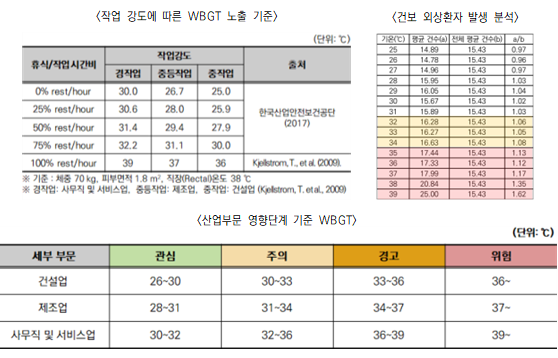 <작업 강도에 따른 WBGT 노출 기준>
(단위: ℃)
휴식/작업시간비 작업강도 출처
경작업 중등작업 중작업
0% rest/hour 30.0 26.7 25.0 한국산업안전보건공단 (2017)
25% rest/hour 30.6 28.0 25.9
50% rest/hour 31.4 29.4 27.9
75% rest/hour 32.2 31.1 30.0
100% rest/hour 39 37 36 Kjellstrom, T., et al. (2009).
※ 기준 : 체중 70 kg, 피부면적 1.8 m², 직장(Rectal)온도 38 ℃
※ 경작업: 사무직 및 서비스업, 중등작업: 제조업, 중작업: 건설업 (Kjellstrom, T. et al., 2009)
<건보 외상환자 발생 분석>
기온(℃) 평균 건수(a) 전체 평균 건수(b) a/b
25 14.89 15.43 0.97
26 14.78 15.43 0.96
27 14.96 15.43 0.97
28 15.95 15.43 1.03
29 16.05 15.43 1.04
30 15.67 15.43 1.02
31 15.89 15.43 1.03
32 16.28 15.43 1.06
33 16.27 15.43 1.05
34 16.63 15.43 1.08
35 17.44 15.43 1.13
36 17.33 15.43 1.12
37 17.99 15.43 1.17
38 20.84 15.43 1.35
39 25.00 15.43 1.62
<산업부문 영향단계 기준 WBGT>
(단위: ℃)
세부 부문 관심 주의 경고 위험
건설업 26~30 30~33 33~36 36~
제조업 28~31 31~34 34~37 37~
사무직 및 서비스업 30~32 32~36 36~39 39~